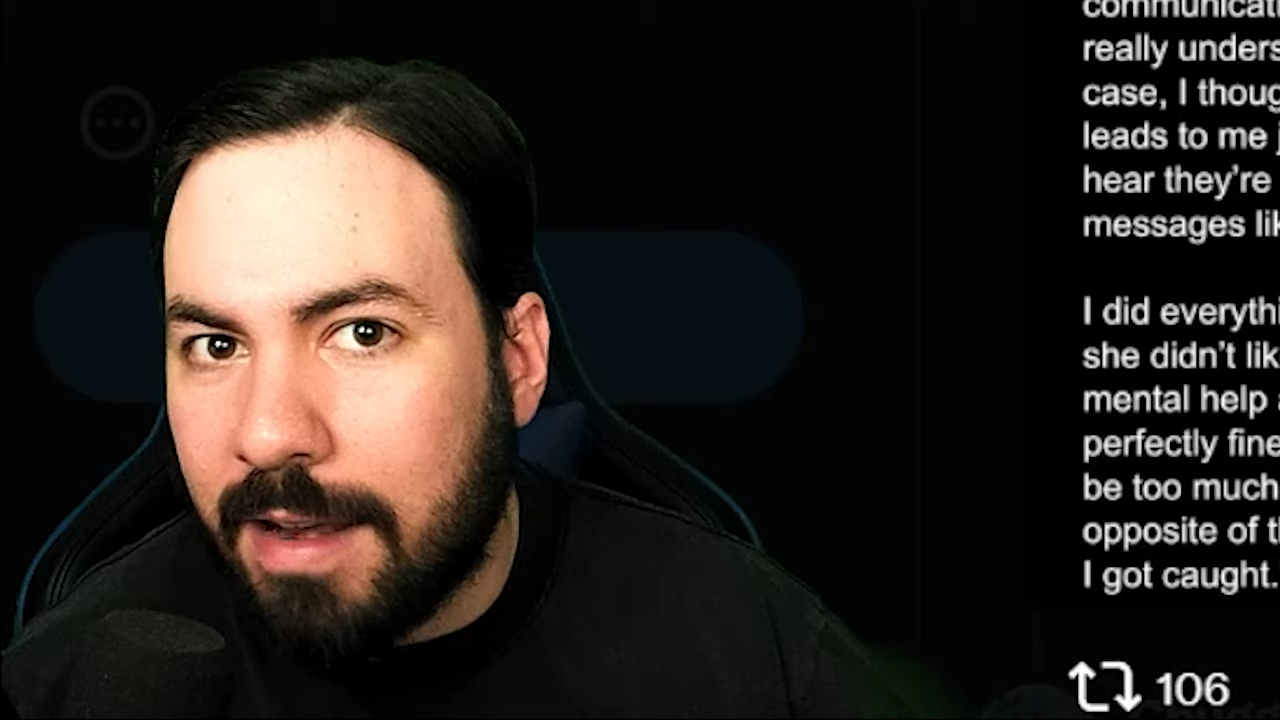 communicati
really unders
case, I thoug
leads to me j
hear they're
messages lik
I did everythi
she didn't lik
mental help a
perfectly fine
be too much
opposite of t
I got caught.
106